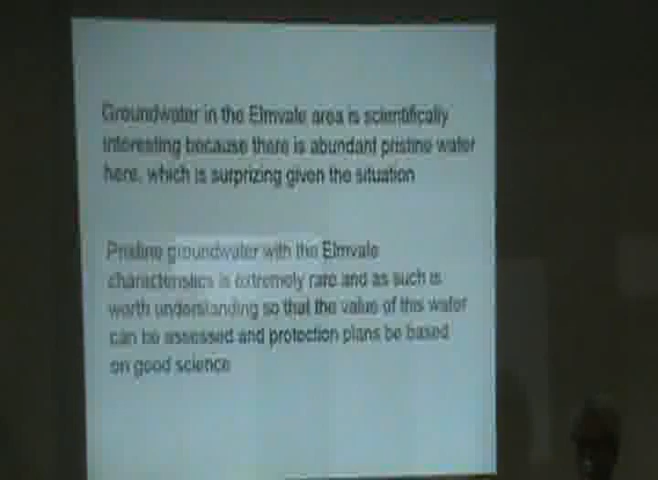 Groundwater in the Elmvale area is scientifically
interesting because there is abundant pristine water
here, which is surprizing given the situation
Pristine groundwater with the Elmvale
characteristics is extremely rare and as such is
worth understanding so that the value of this water
can be assessed and protection plans be based
on good science